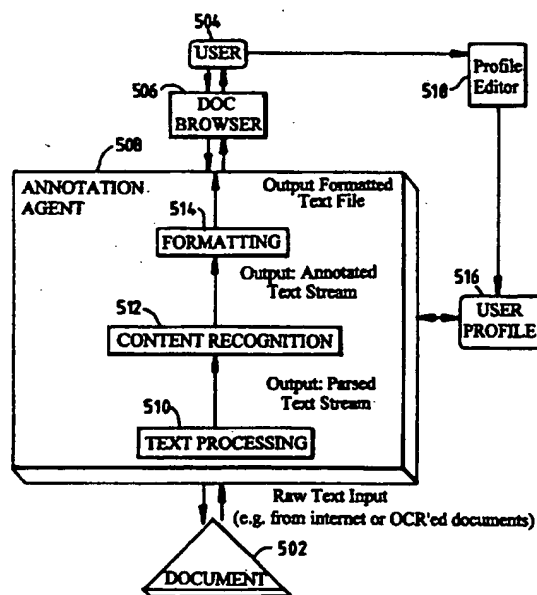 504
USER
506
DOC
BROWSER
Profile
Editor
518
508
ANNOTATION
AGENT
Output Formatted
Text File
514
FORMATTING
Output: Annotated
Text Stream
512
CONTENT RECOGNITION
516
USER
PROFILE
Output: Parsed
Text Stream
510
TEXT PROCESSING
Raw Text Input
(e.g. from internet or OCR'ed documents)
502
DOCUMENT